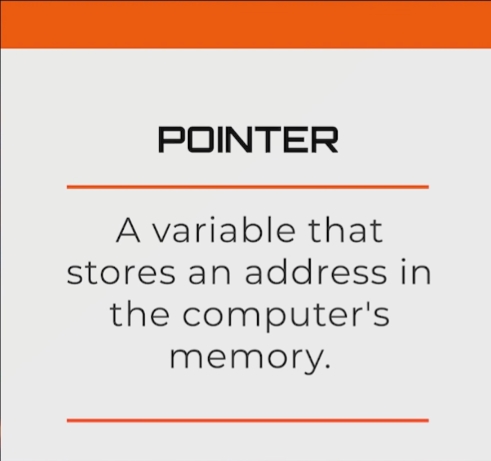 POINTER
A variable that
stores an address in
the computer's
memory.